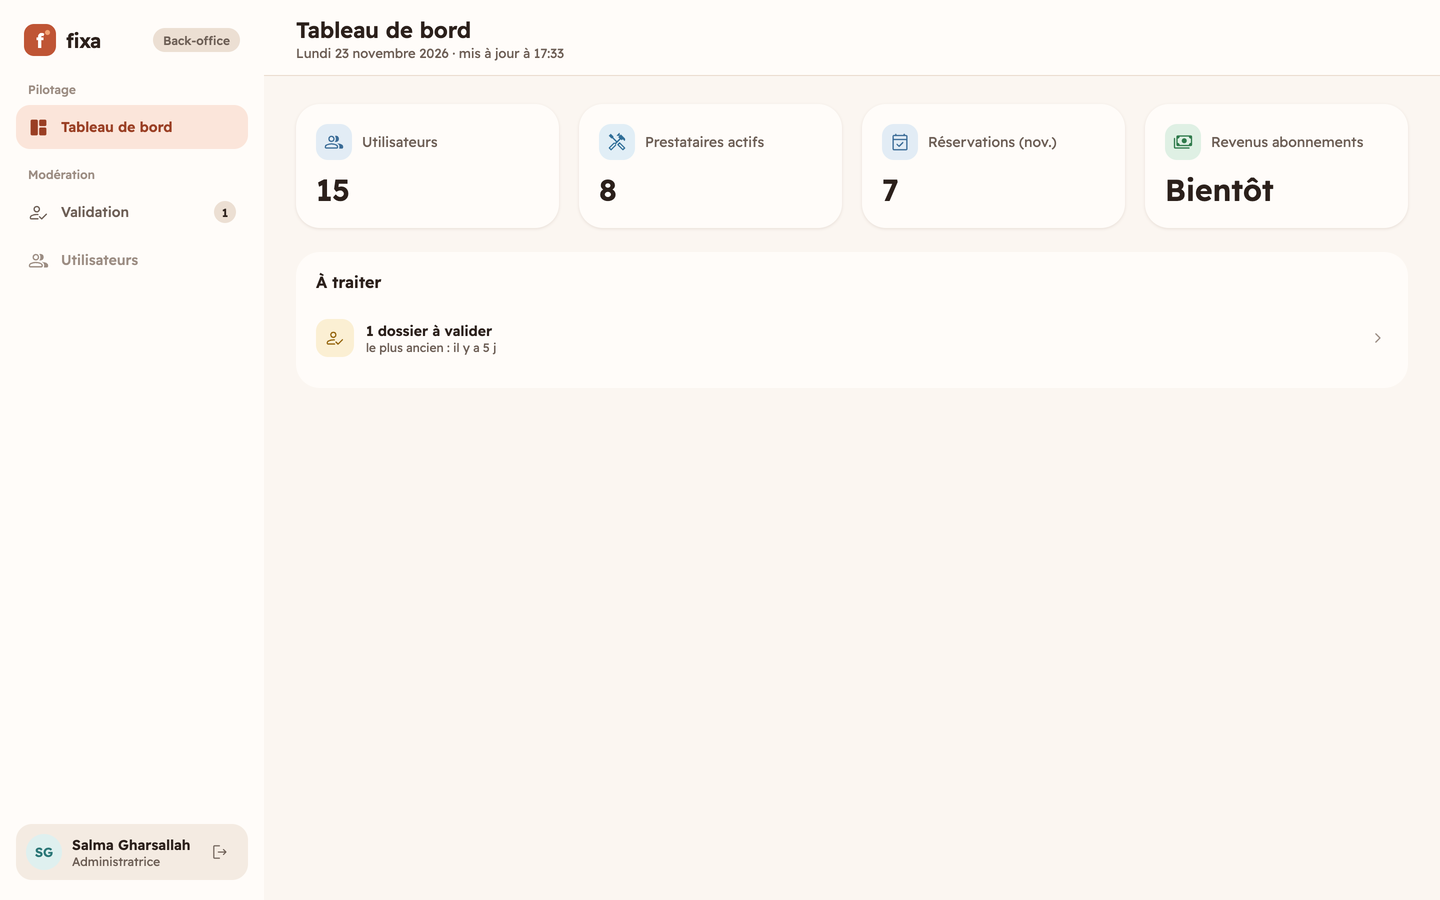 fixa
Back-office
Pilotage
Tableau de bord
Modération
Validation
1
Utilisateurs
SG
Salma Gharsallah
Administratrice
Tableau de bord
Lundi 23 novembre 2026 · mis à jour à 17:33
Utilisateurs
15
Prestataires actifs
8
Réservations (nov.)
7
Revenus abonnements
Bientôt
À traiter
1 dossier à valider
le plus ancien : il y a 5 j